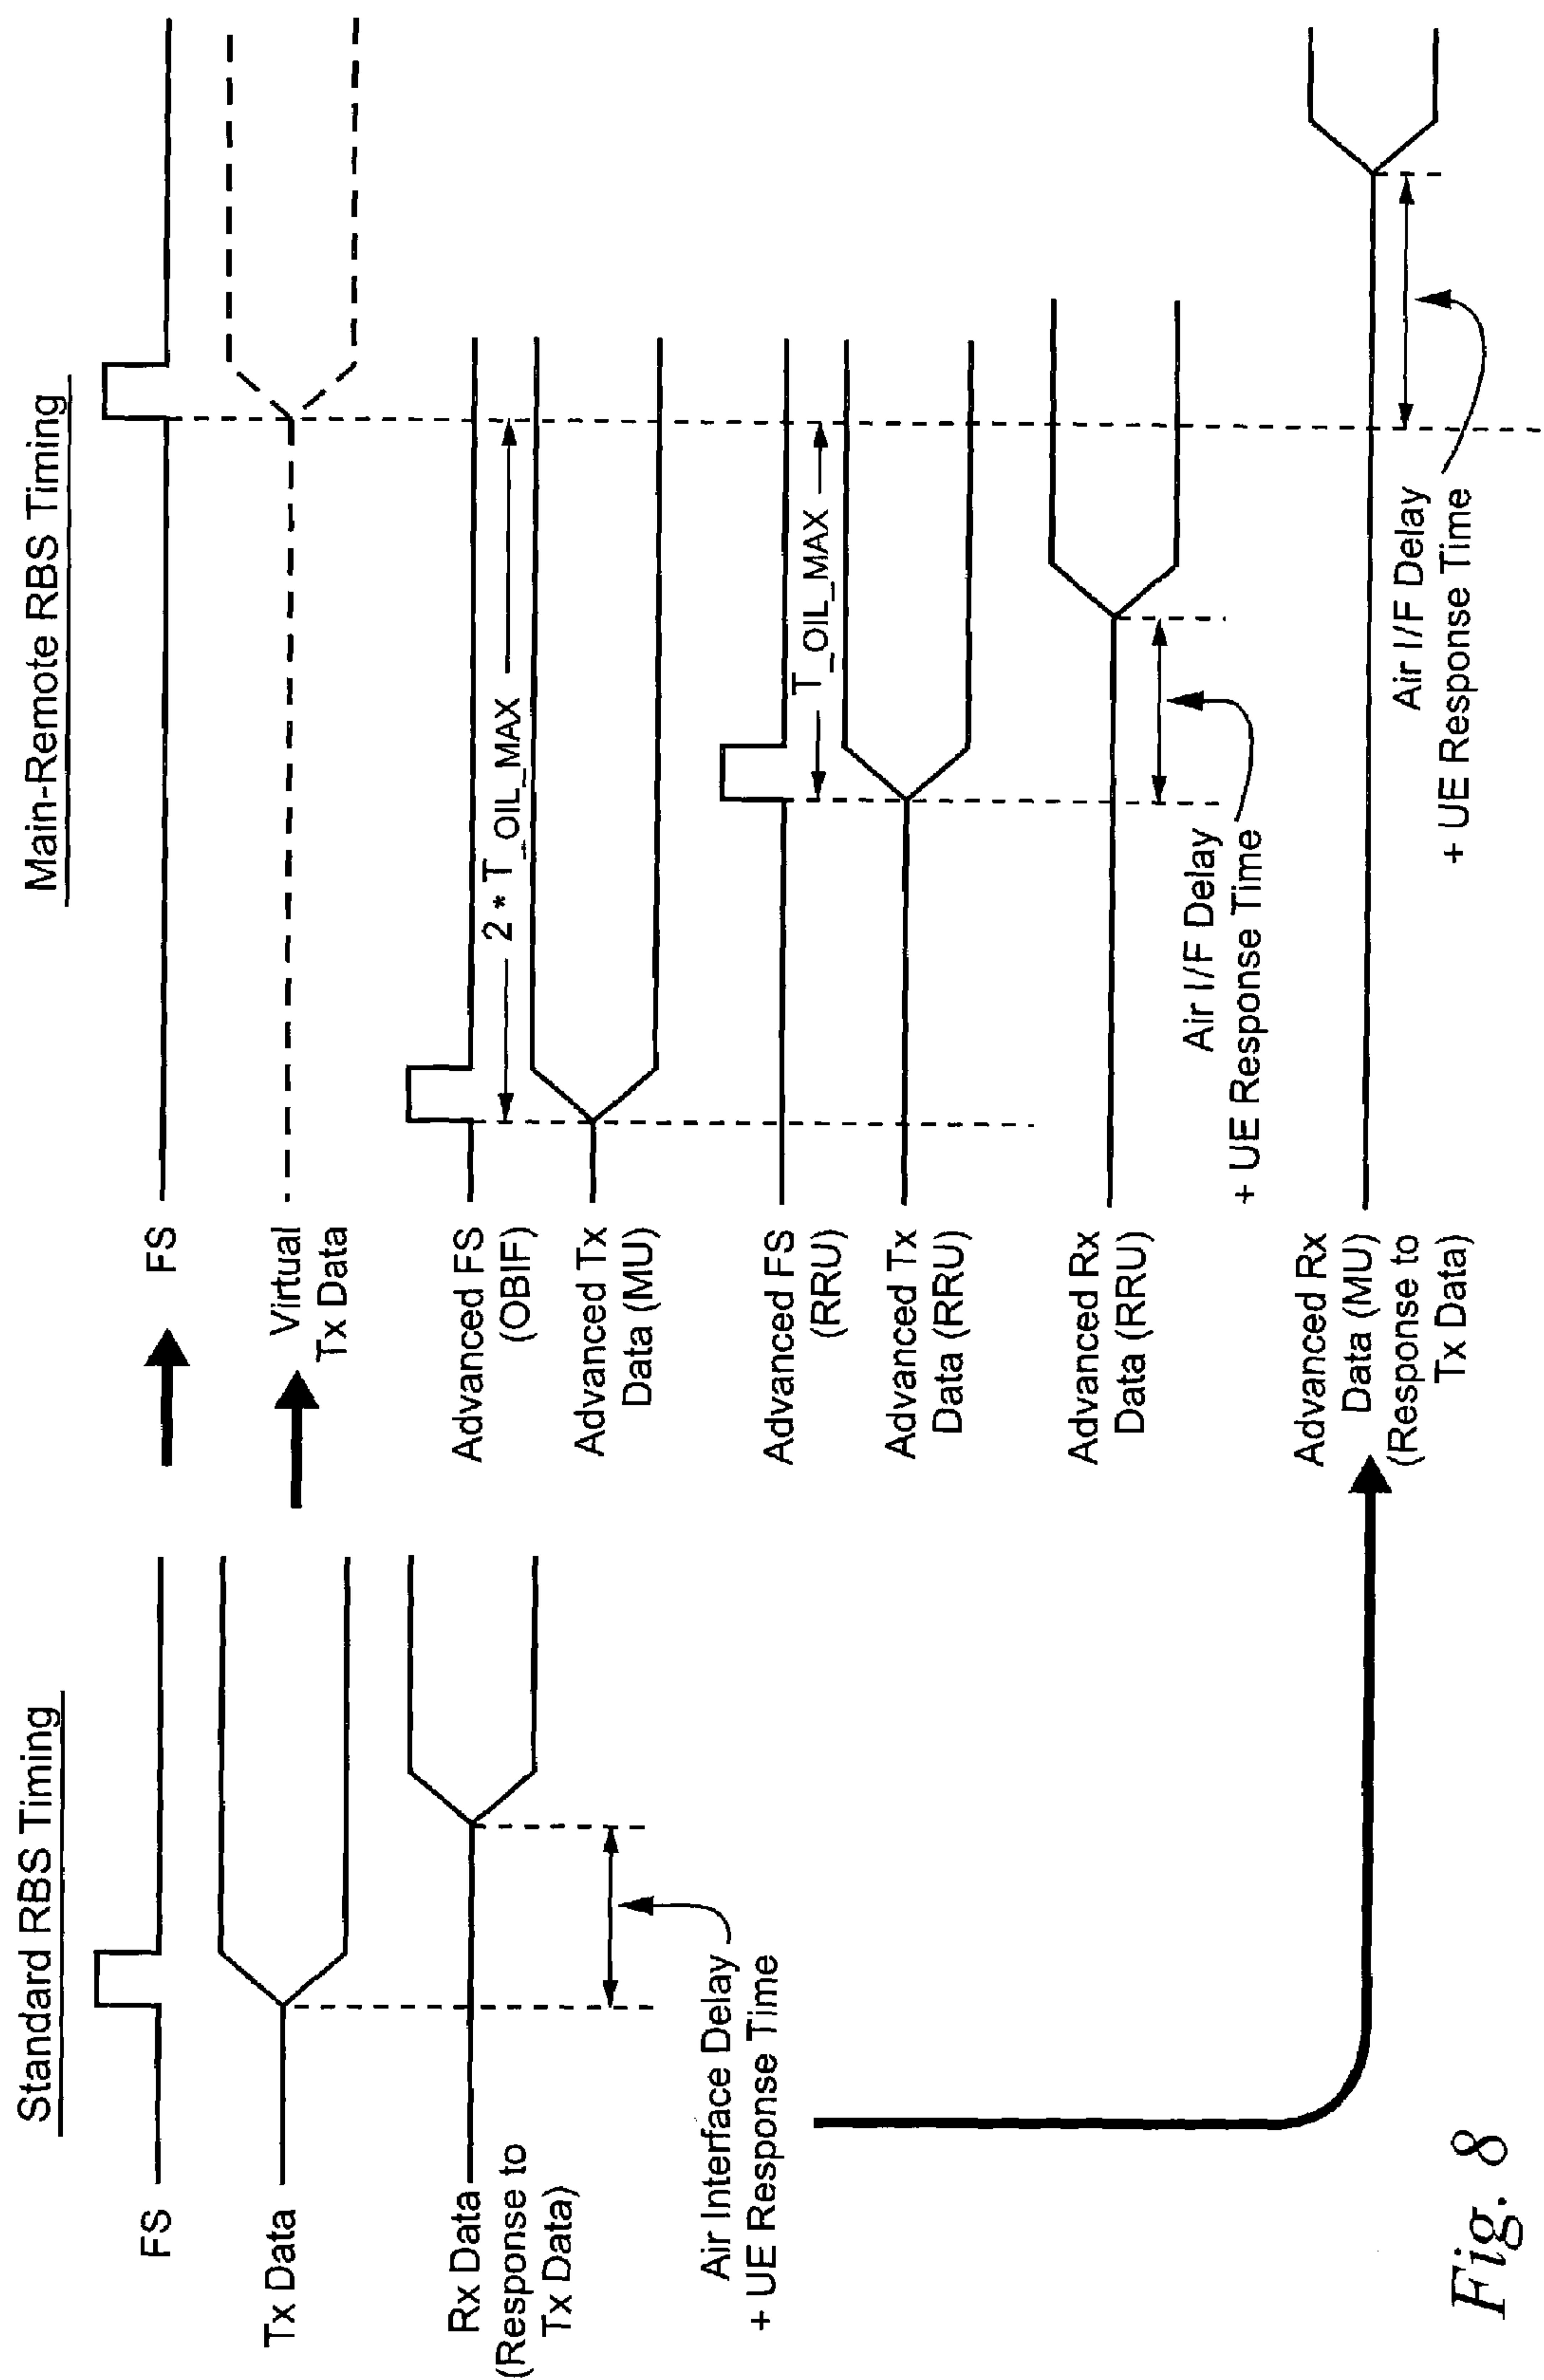 Standard RBS Timing
FS
Tx Data
Rx Data
(Response to
Tx Data)
Air Interface Delay
+ UE Response Time
Main-Remote RBS Timing
FS
Virtual
Tx Data
Advanced FS
(OBIF)
2 * T_OIL_MAX
Advanced Tx
Data (MU)
Advanced FS
(RRU)
T_OIL_MAX
Advanced Tx
Data (RRU)
Advanced Rx
Data (RRU)
Air I/F Delay
+ UE Response Time
Advanced Rx
Data (MU)
(Response to
Tx Data)
Air I/F Delay
+ UE Response Time
Fig. 8